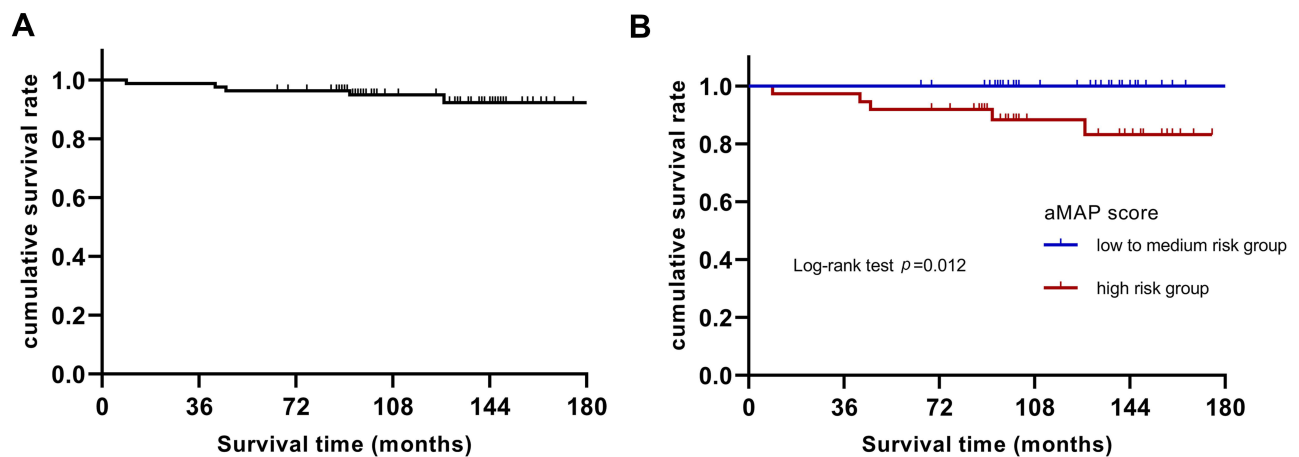 A
cumulative survival rate
1.0
0.8
0.6
0.4
0.2
0.0
0 36 72 108 144 180
Survival time (months)
B
cumulative survival rate
1.0
0.8
0.6
0.4
0.2
0.0
aMAP score
low to medium risk group
high risk group
Log-rank test p=0.012
0 36 72 108 144 180
Survival time (months)